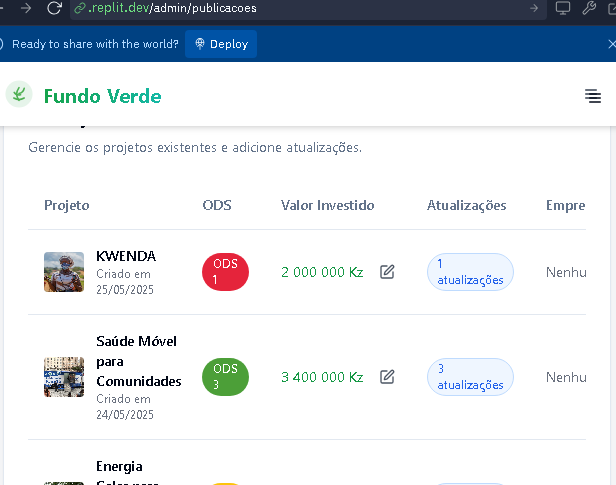 .replit.dev/admin/publicacoes
Ready to share with the world?
Deploy
Fundo Verde
Gerencie os projetos existentes e adicione atualizações.
Projeto ODS Valor Investido Atualizações Empre
KWENDA
Criado em
25/05/2025
ODS
1
2 000 000 Kz
1
atualizações
Nenhu
Saúde Móvel
para
Comunidades
Criado em
24/05/2025
ODS
3
3 400 000 Kz
3
atualizações
Nenhu
Energia